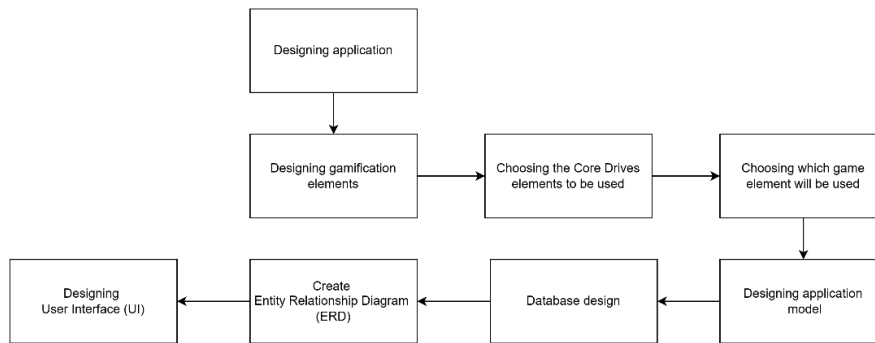 Designing application
Designing gamification
elements
Choosing the Core Drives
elements to be used
Choosing which game
element will be used
Designing
User Interface (UI)
Create
Entity Relationship Diagram
(ERD)
Database design
Designing application
model